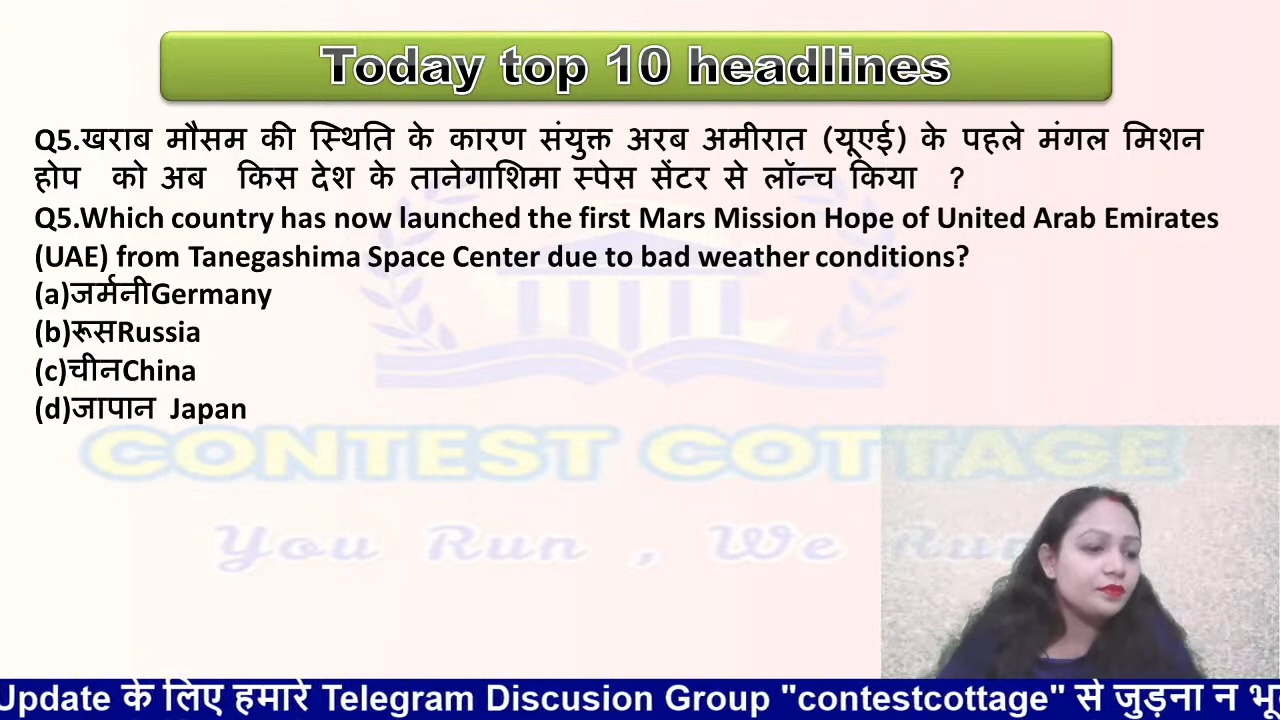 Today top 10 headlines
Q5.खराब मौसम की स्थिति के कारण संयुक्त अरब अमीरात (यूएई) के पहले मंगल मिशन
होप को अब किस देश के तानेगाशिमा स्पेस सेंटर से लॉन्च किया ?
Q5.Which country has now launched the first Mars Mission Hope of United Arab Emirates
(UAE) from Tanegashima Space Center due to bad weather conditions?
(a)जर्मनीGermany
(b)रूसRussia
(c)चीनChina
(d)जापान Japan
CONTEST COTTAGE
You Run , We Run
Update के लिए हमारे Telegram Discusion Group "contestcottage" से जुड़ना न भू